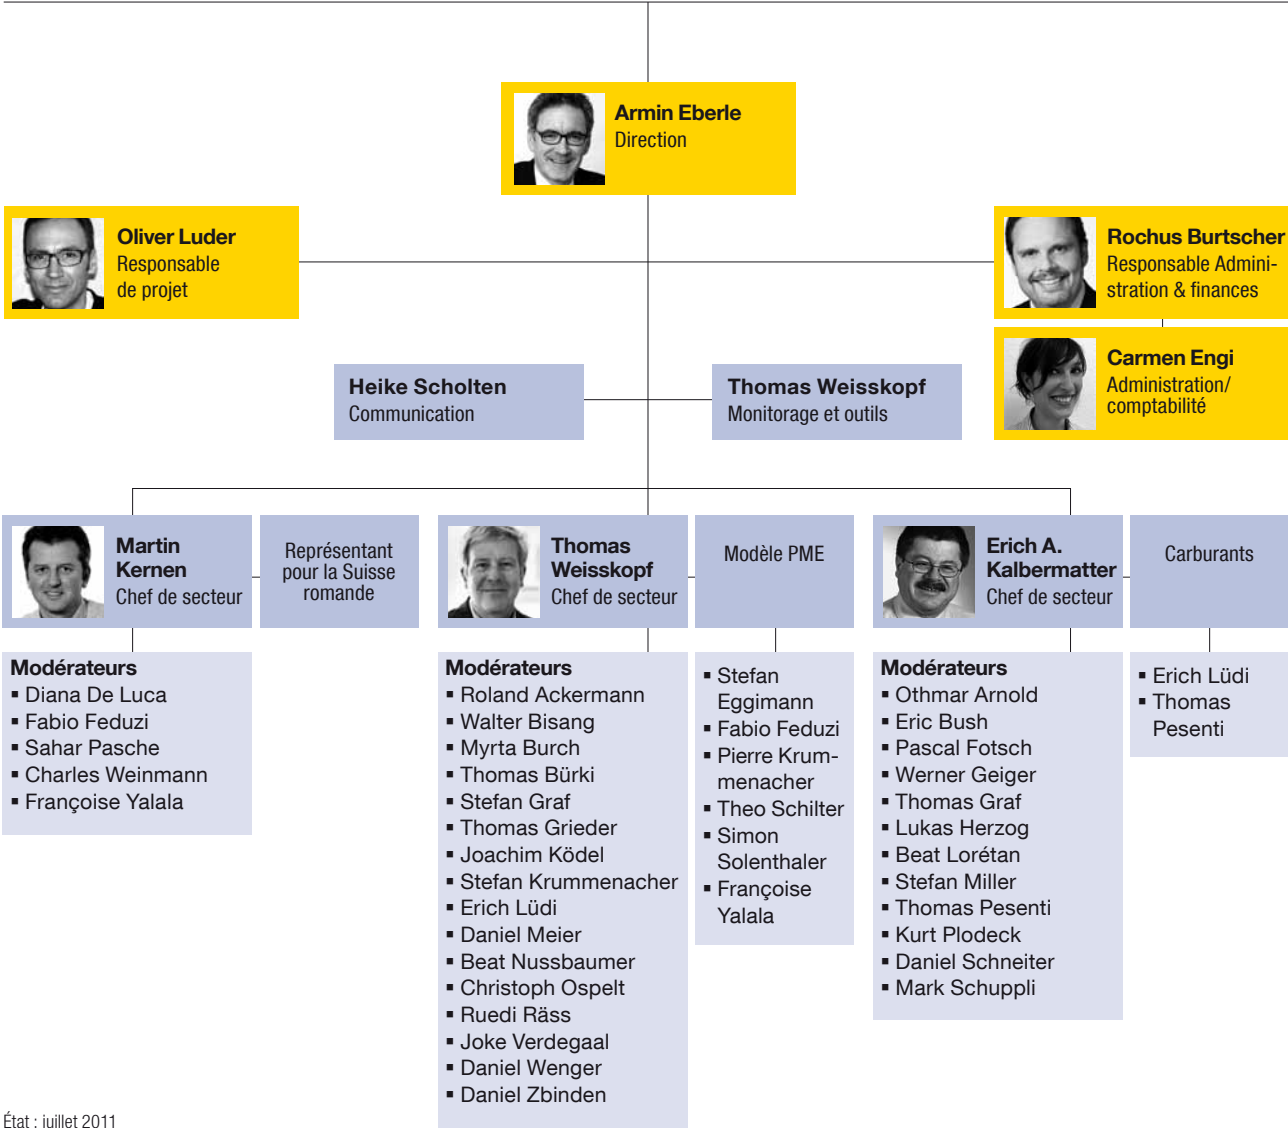 Armin Eberle
Direction
Oliver Luder
Responsable
de projet
Rochus Burtscher
Responsable Admini-
stration & finances
Carmen Engi
Administration/
comptabilité
Heike Scholten
Communication
Thomas Weisskopf
Monitorage et outils
Martin
Kernen
Chef de secteur
Représentant
pour la Suisse
romande
Thomas
Weisskopf
Chef de secteur
Modèle PME
Erich A.
Kalbermatter
Chef de secteur
Carburants
Modérateurs
▪ Diana De Luca
▪ Fabio Feduzi
▪ Sahar Pasche
▪ Charles Weinmann
▪ Françoise Yalala
Modérateurs
▪ Roland Ackermann
▪ Walter Bisang
▪ Myrta Burch
▪ Thomas Bürki
▪ Stefan Graf
▪ Thomas Grieder
▪ Joachim Ködel
▪ Stefan Krummenacher
▪ Erich Lüdi
▪ Daniel Meier
▪ Beat Nussbaumer
▪ Christoph Ospelt
▪ Ruedi Räss
▪ Joke Verdegaal
▪ Daniel Wenger
▪ Daniel Zbinden
▪ Stefan
Eggimann
▪ Fabio Feduzi
▪ Pierre Krum-
menacher
▪ Theo Schilter
▪ Simon
Solenthaler
▪ Françoise
Yalala
Modérateurs
▪ Othmar Arnold
▪ Eric Bush
▪ Pascal Fotsch
▪ Werner Geiger
▪ Thomas Graf
▪ Lukas Herzog
▪ Beat Lorétan
▪ Stefan Miller
▪ Thomas Pesenti
▪ Kurt Plodeck
▪ Daniel Schneiter
▪ Mark Schuppli
▪ Erich Lüdi
▪ Thomas
Pesenti
État : juillet 2011